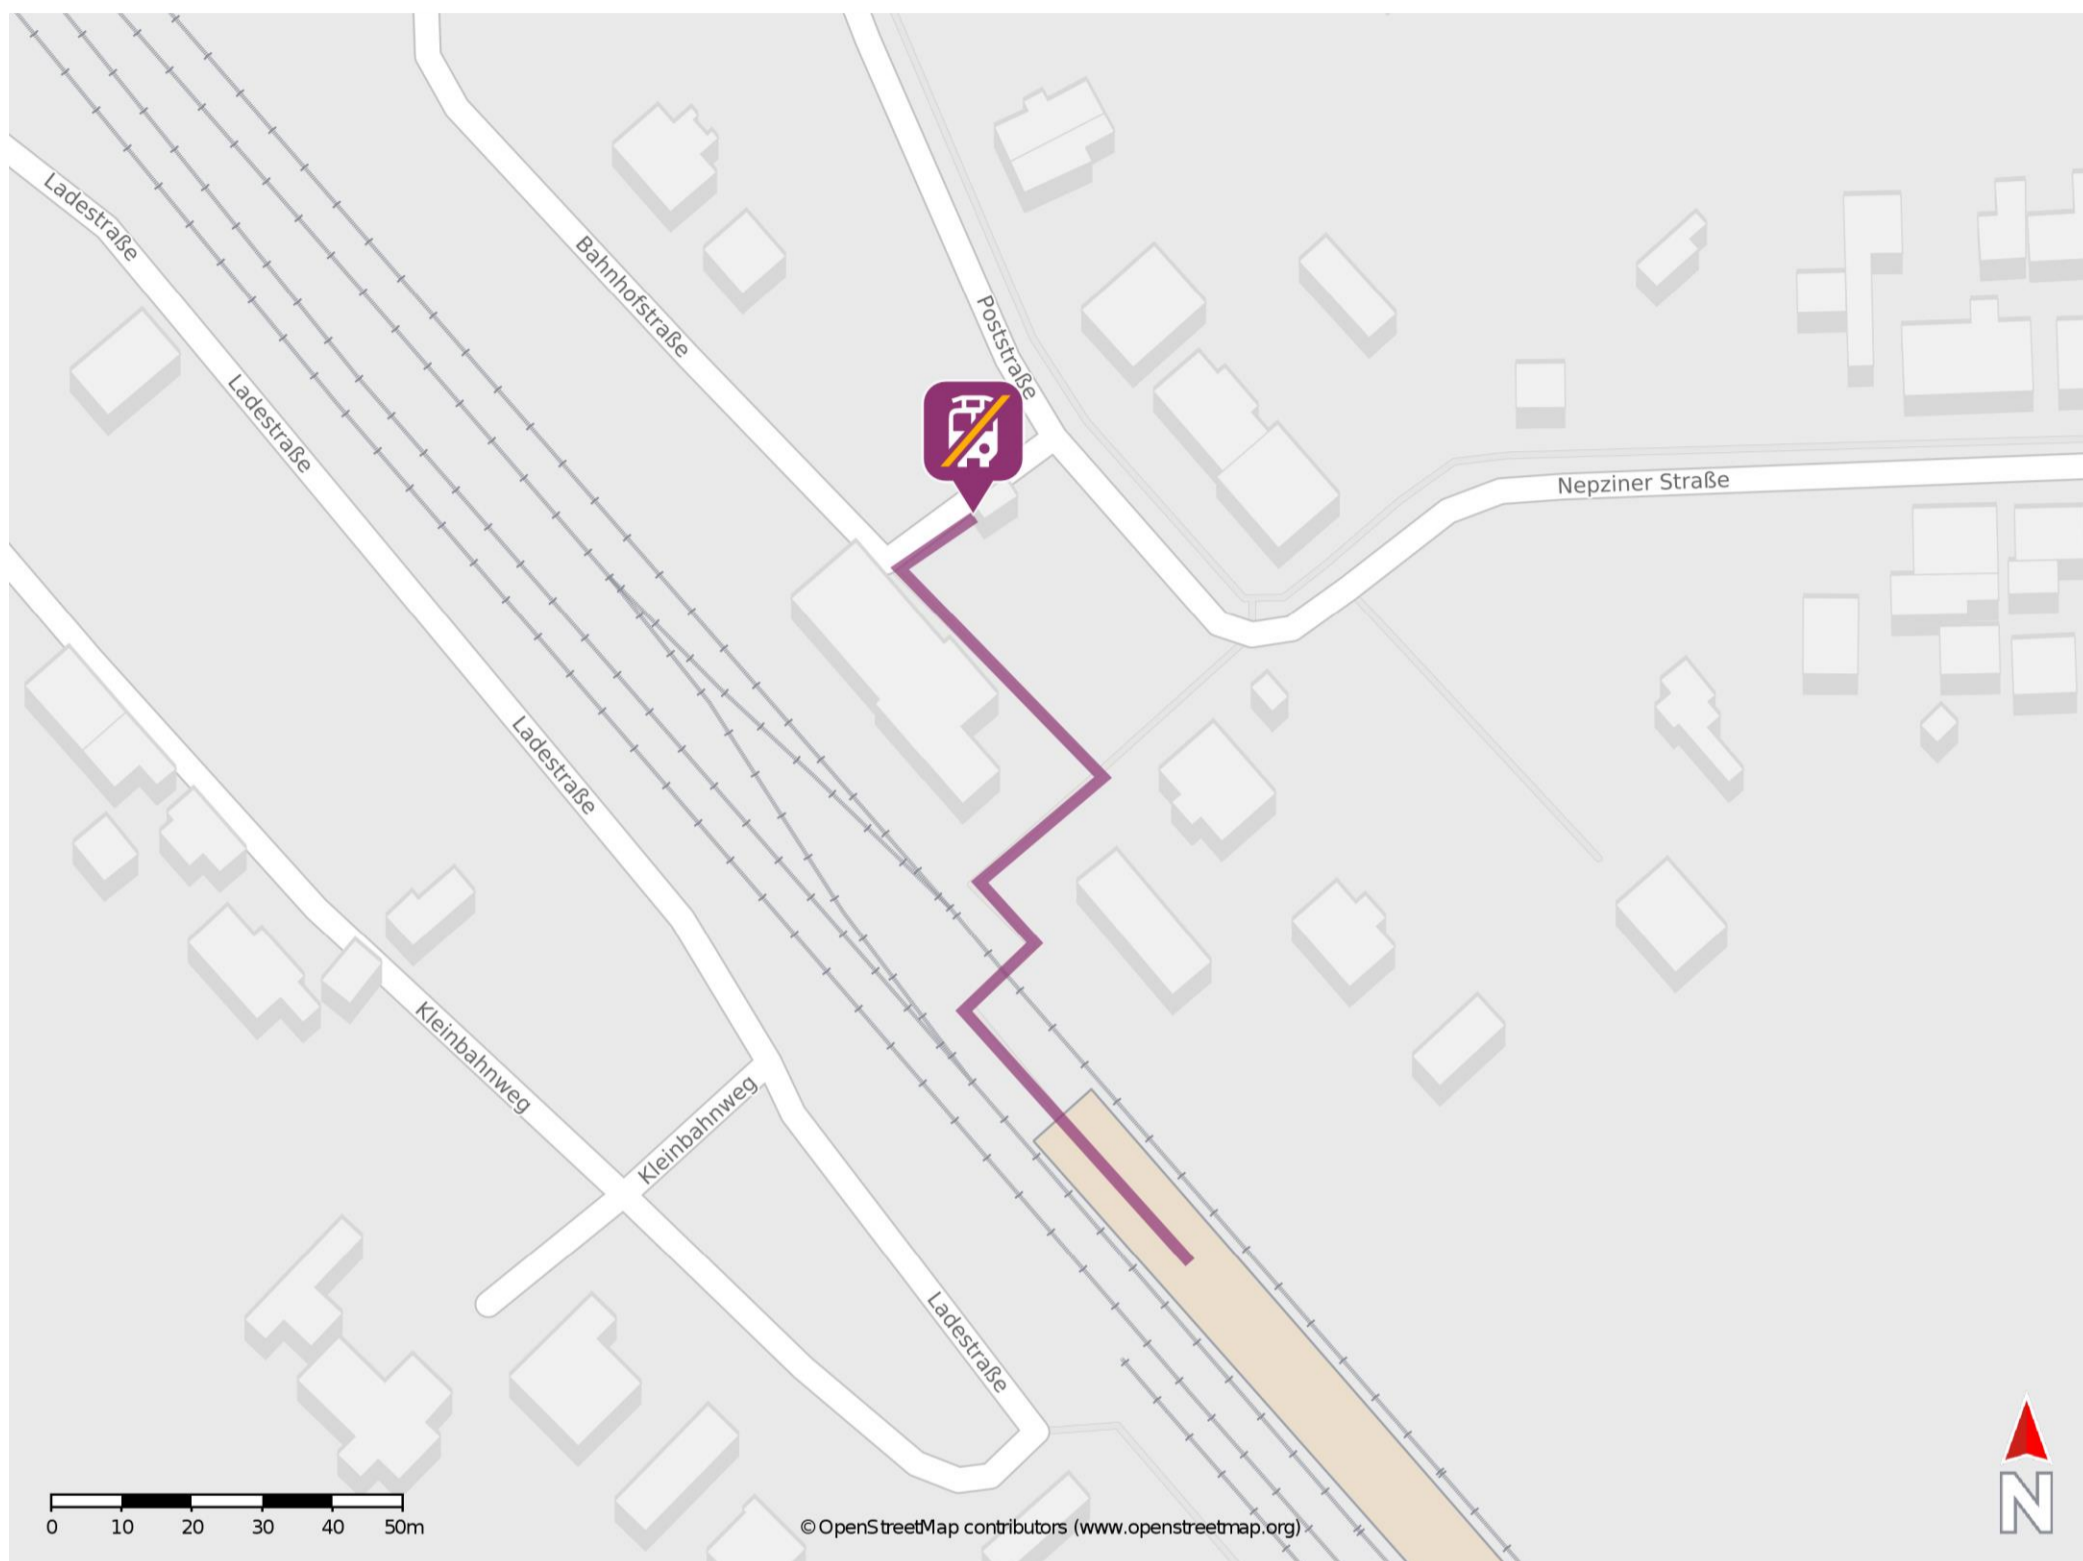 Ladestraße
Bahnhofstraße
Poststraße
Ladestraße
Nepziner Straße
Ladestraße
Kleinbahnweg
Kleinbahnweg
Ladestraße
0 10 20 30 40 50m
© OpenStreetMap contributors (www.openstreetmap.org)
N